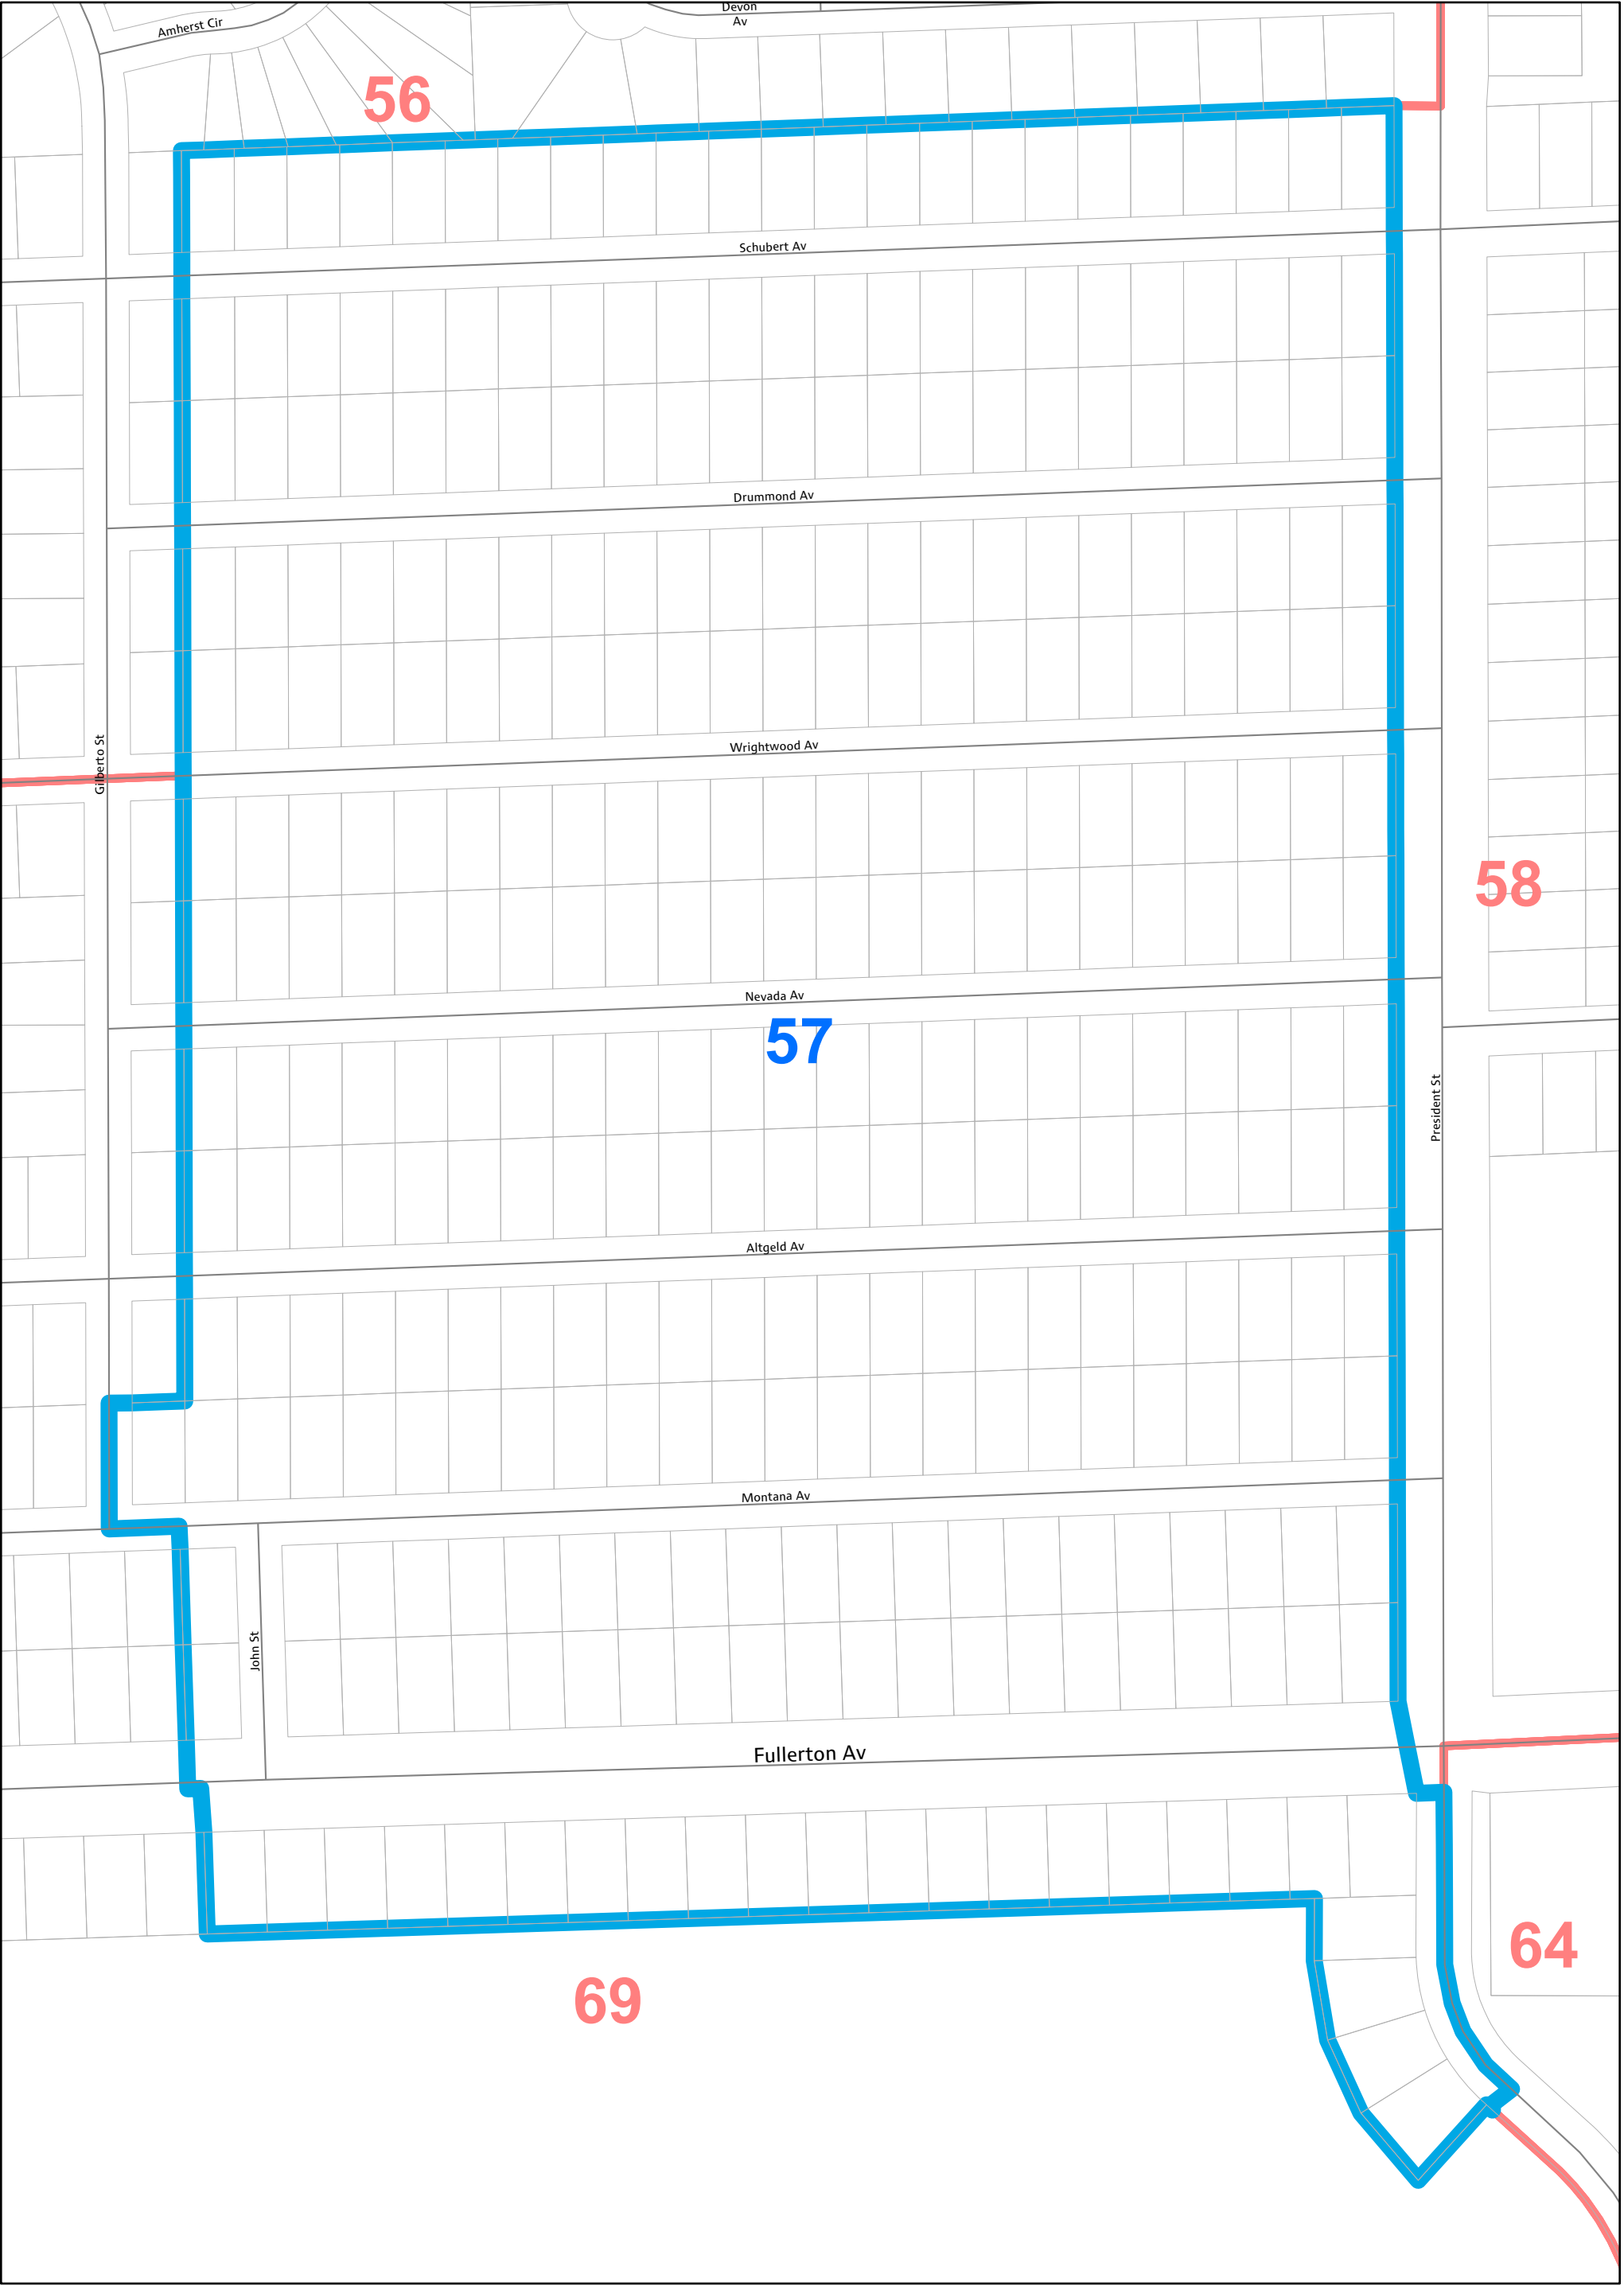 Devon
Av
Amherst Cir
56
Schubert Av
Drummond Av
Wrightwood Av
Gilberto St
58
Nevada Av
57
President St
Altgeld Av
Montana Av
John St
Fullerton Av
64
69